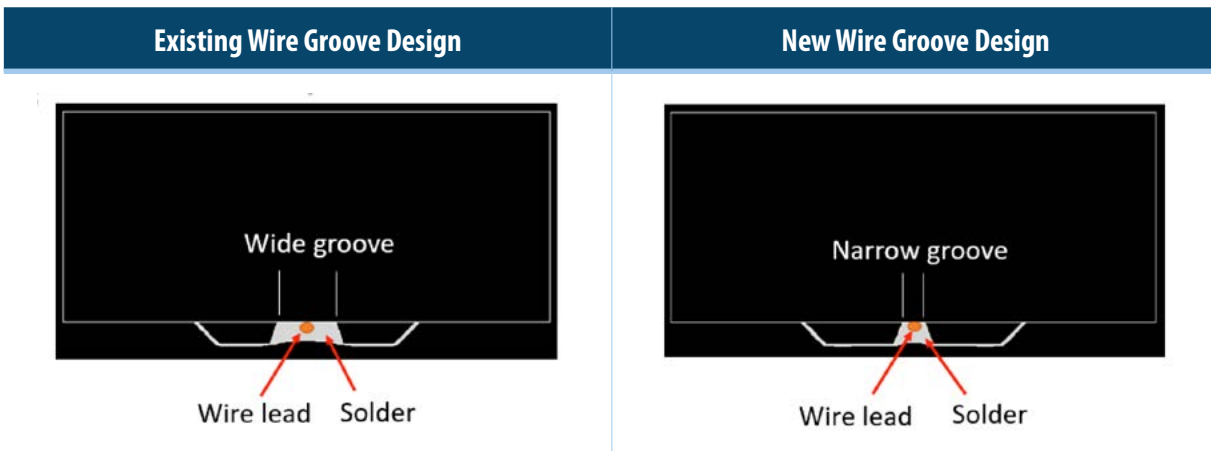 Existing Wire Groove Design
New Wire Groove Design
Wide groove
Wire lead
Solder
Narrow groove
Wire lead
Solder